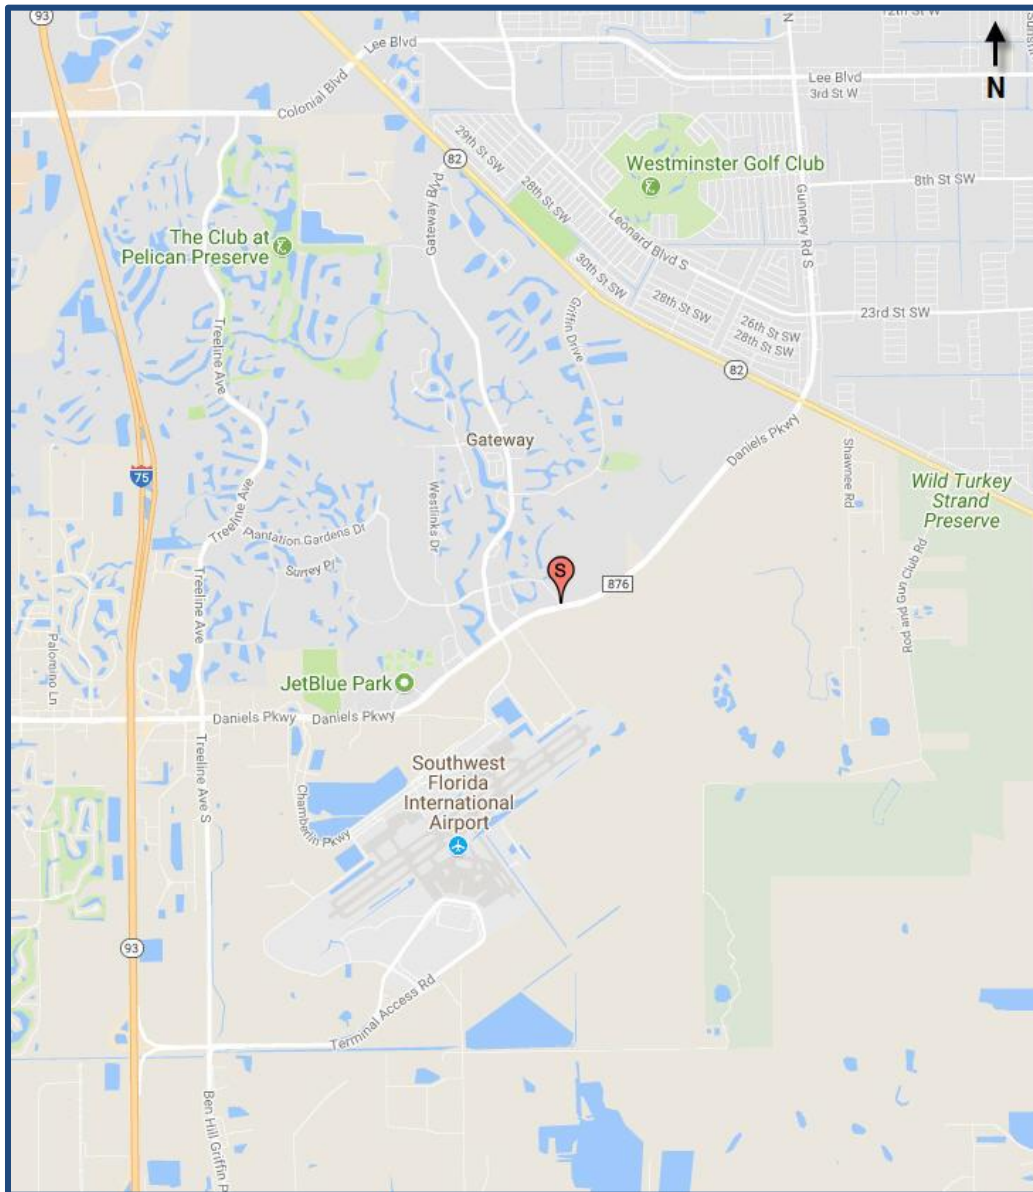 93
12th St W
N
Lee Blvd
N
Lee Blvd
3rd St W
Colonial Blvd
29th St SW
82
Westminster Golf Club
8th St SW
Gateway Blvd
28th St SW
Leonard Blvd S
Gunnery Rd S
The Club at
Pelican Preserve
30th St SW
28th St SW
Griffin Drive
26th St SW
28th St SW
23rd St SW
Treeline Ave
82
Gateway
Daniels Pkwy
Shawnee Rd
75
Wild Turkey
Strand
Preserve
Treeline Ave
Westlinks Dr
Plantation Gardens Dr
Surrey Pl
S
876
Rod and Gun Club Rd
Treeline Ave
Palomino Ln
JetBlue Park
Daniels Pkwy
Daniels Pkwy
Treeline Ave S
Southwest
Florida
International
Airport
Chamberlin Pkwy
93
Terminal Access Rd
Ben Hill Griffin P